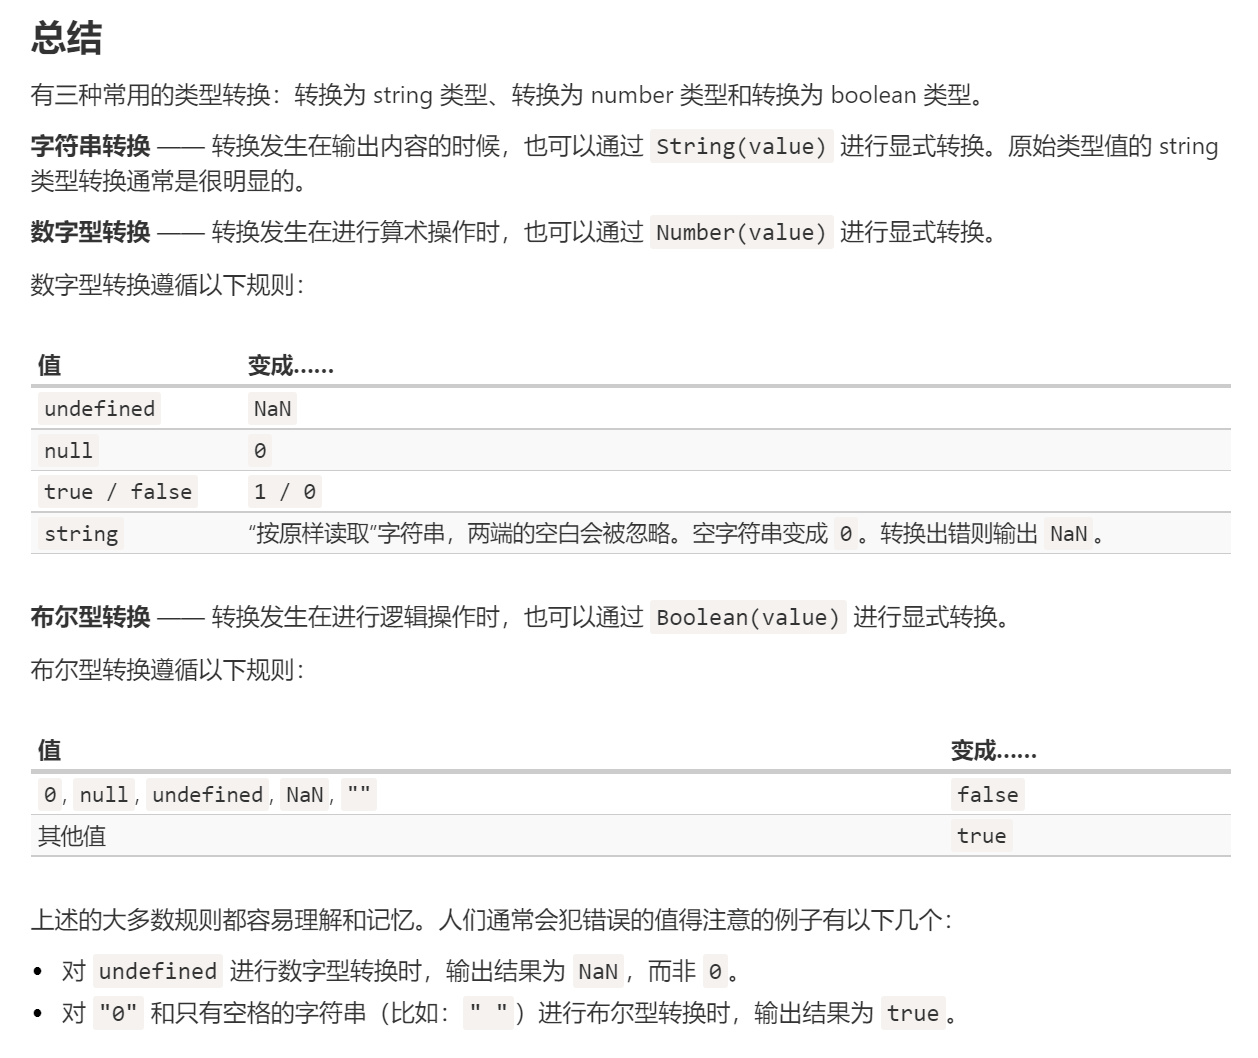 总结
有三种常用的类型转换：转换为 string 类型、转换为 number 类型和转换为 boolean 类型。
字符串转换 —— 转换发生在输出内容的时候，也可以通过 String(value) 进行显式转换。原始类型值的 string
类型转换通常是很明显的。
数字型转换 —— 转换发生在进行算术操作时，也可以通过 Number(value) 进行显式转换。
数字型转换遵循以下规则：
值 变成……
undefined NaN
null 0
true / false 1 / 0
string “按原样读取”字符串，两端的空白会被忽略。空字符串变成 0。转换出错则输出 NaN。
布尔型转换 —— 转换发生在进行逻辑操作时，也可以通过 Boolean(value) 进行显式转换。
布尔型转换遵循以下规则：
值 变成……
0, null, undefined, NaN, "" false
其他值 true
上述的大多数规则都容易理解和记忆。人们通常会犯错误的值得注意的例子有以下几个：
• 对 undefined 进行数字型转换时，输出结果为 NaN，而非 0。
• 对 "0" 和只有空格的字符串（比如：" "）进行布尔型转换时，输出结果为 true。